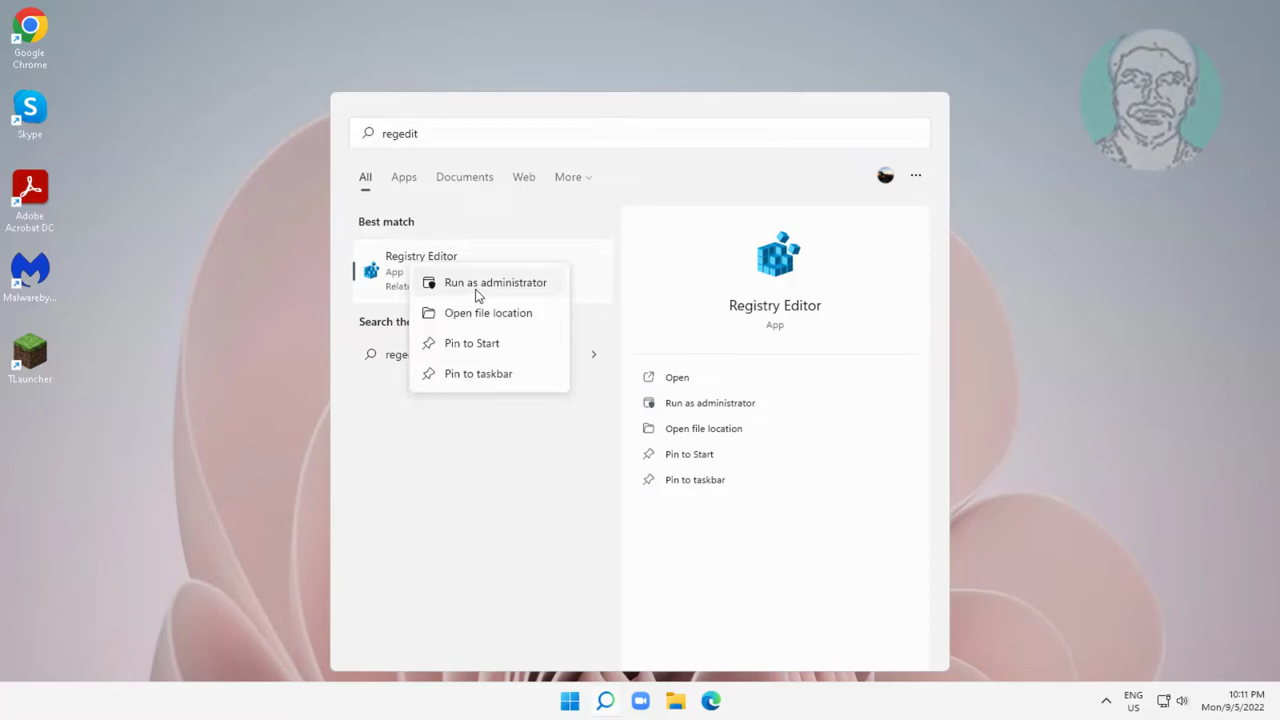 Google
Chrome
Skype
Adobe
Acrobat DC
Malwareby...
TLauncher
regedit
All
Apps
Documents
Web
More
Best match
Registry Editor
App
Relat
Search the
rege
Run as administrator
Open file location
Pin to Start
Pin to taskbar
Registry Editor
App
Open
Run as administrator
Open file location
Pin to Start
Pin to taskbar
ENG
US
10:11 PM
Mon/9/5/2022